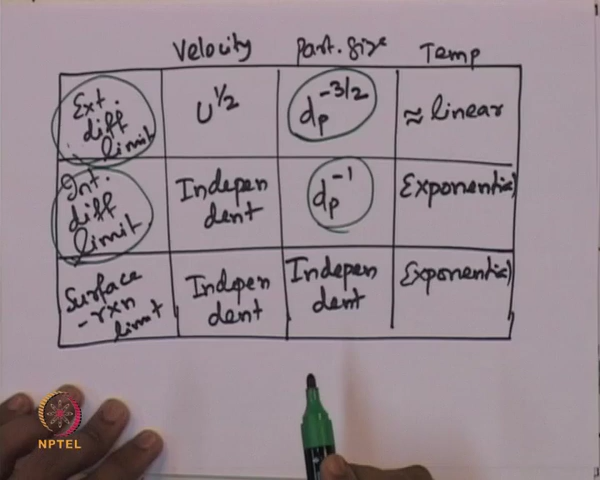 Velocity Part. size Temp
Ext. diff limit U^1/2 dp^-3/2 ≈ linear
Int. diff limit Indepen dent dp^-1 Exponential
Surface -rxn limit Indepen dent Indepen dent Exponential
NPTEL